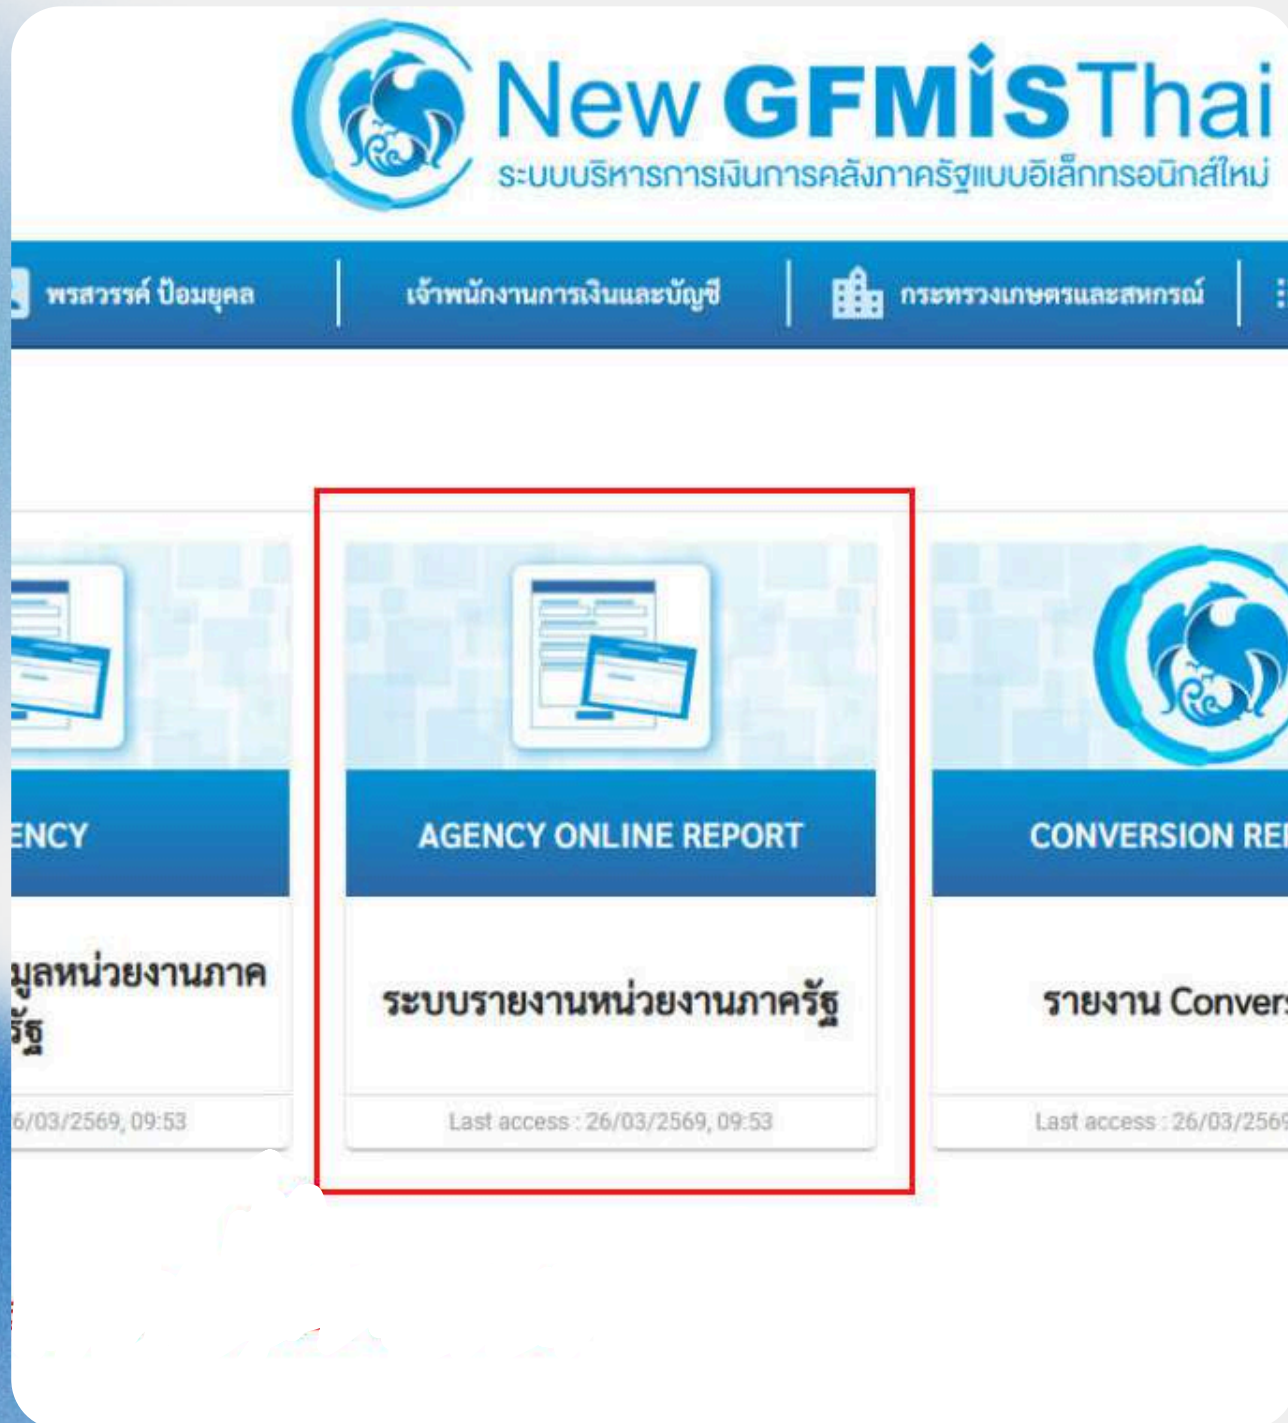 New GFMIS Thai
ระบบบริหารการเงินการคลังภาครัฐแบบอิเล็กทรอนิกส์ใหม่
พรสวรรค์ ป้อมยุคล
เจ้าพนักงานการเงินและบัญชี
กระทรวงเกษตรและสหกรณ์
ENCY
AGENCY ONLINE REPORT
CONVERSION RE
มูลหน่วยงานภาค
รัฐ
ระบบรายงานหน่วยงานภาครัฐ
รายงาน Convers
6/03/2569, 09:53
Last access : 26/03/2569, 09:53
Last access : 26/03/2569